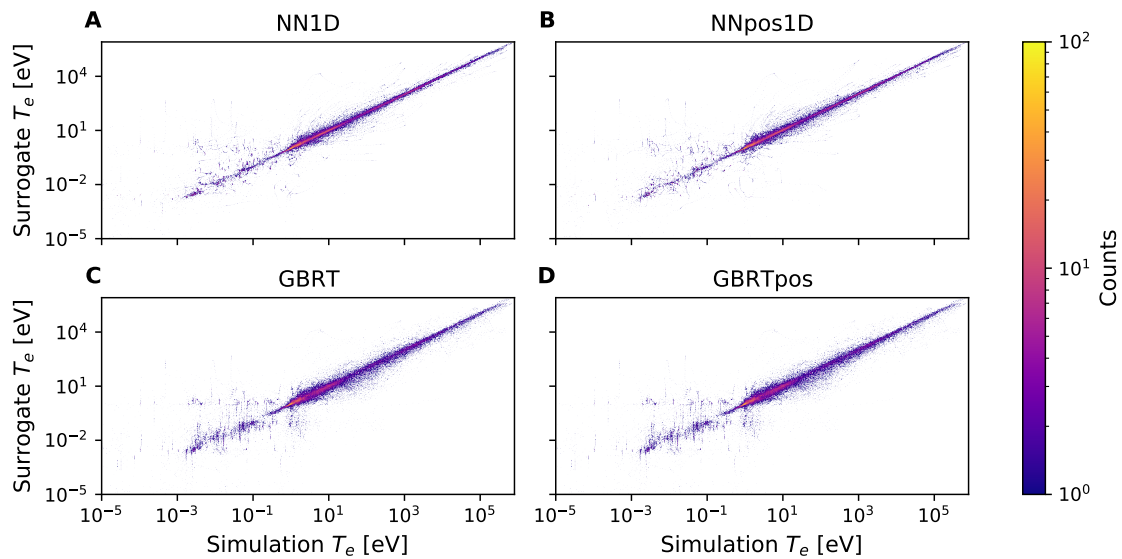 A NN1D
B NNpos1D
Surrogate $T_e$ [eV]
10^4
10^1
10^{-2}
10^{-5}
C GBRT
D GBRTpos
Surrogate $T_e$ [eV]
10^4
10^1
10^{-2}
10^{-5}
10^{-5} 10^{-3} 10^{-1} 10^1 10^3 10^5
10^{-5} 10^{-3} 10^{-1} 10^1 10^3 10^5
Simulation $T_e$ [eV]
Simulation $T_e$ [eV]
10^2
10^1
10^0
Counts